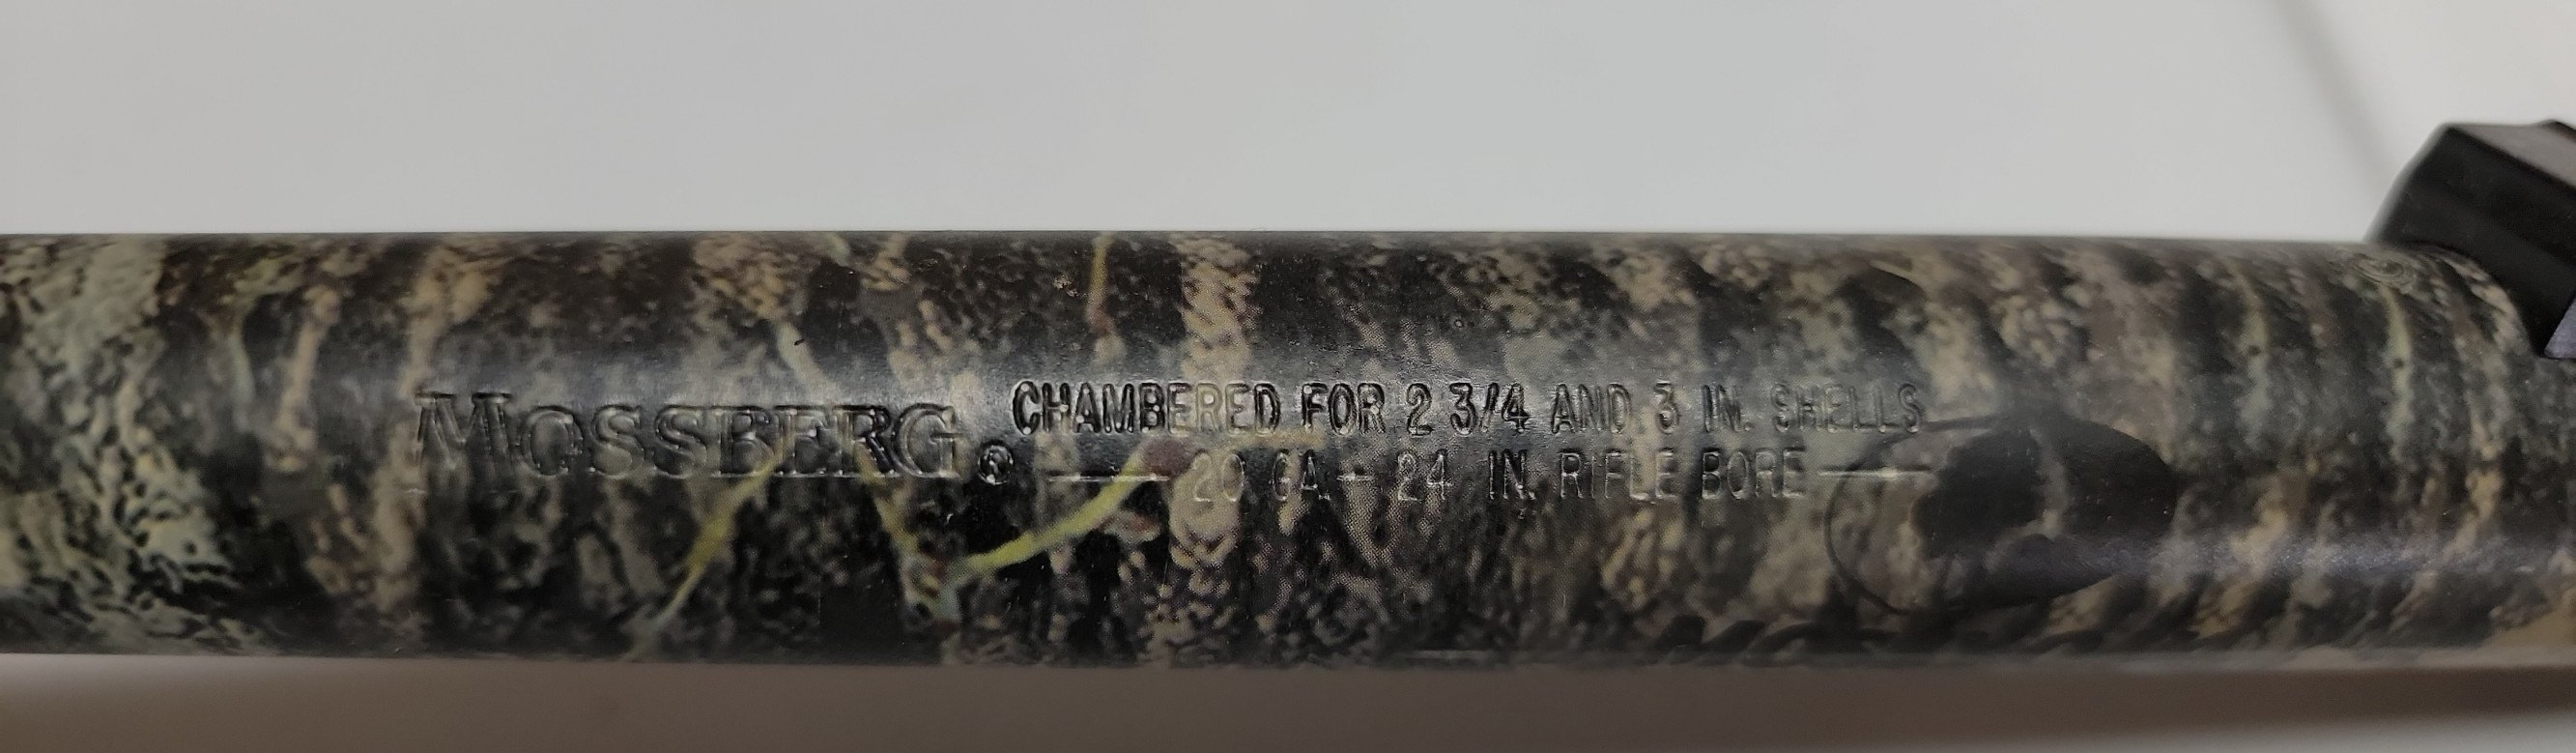 MOSSBERG ®
CHAMBERED FOR 2 3/4 AND 3 IN. SHELLS
20 GA. - 24 IN. RIFLE BORE